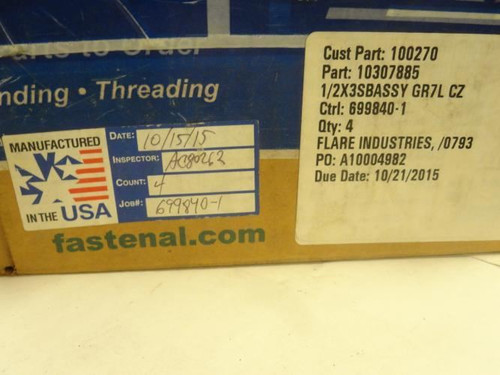 Parts to Order
nding • Threading
MANUFACTURED
IN THE USA
DATE: 10/15/15
INSPECTOR:
COUNT: 4
JOB#: 699840-1
fastenal.com
Cust Part: 100270
Part: 10307885
1/2X3SBASSY GR7L CZ
Ctrl: 699840-1
Qty: 4
FLARE INDUSTRIES, /0793
PO: A10004982
Due Date: 10/21/2015